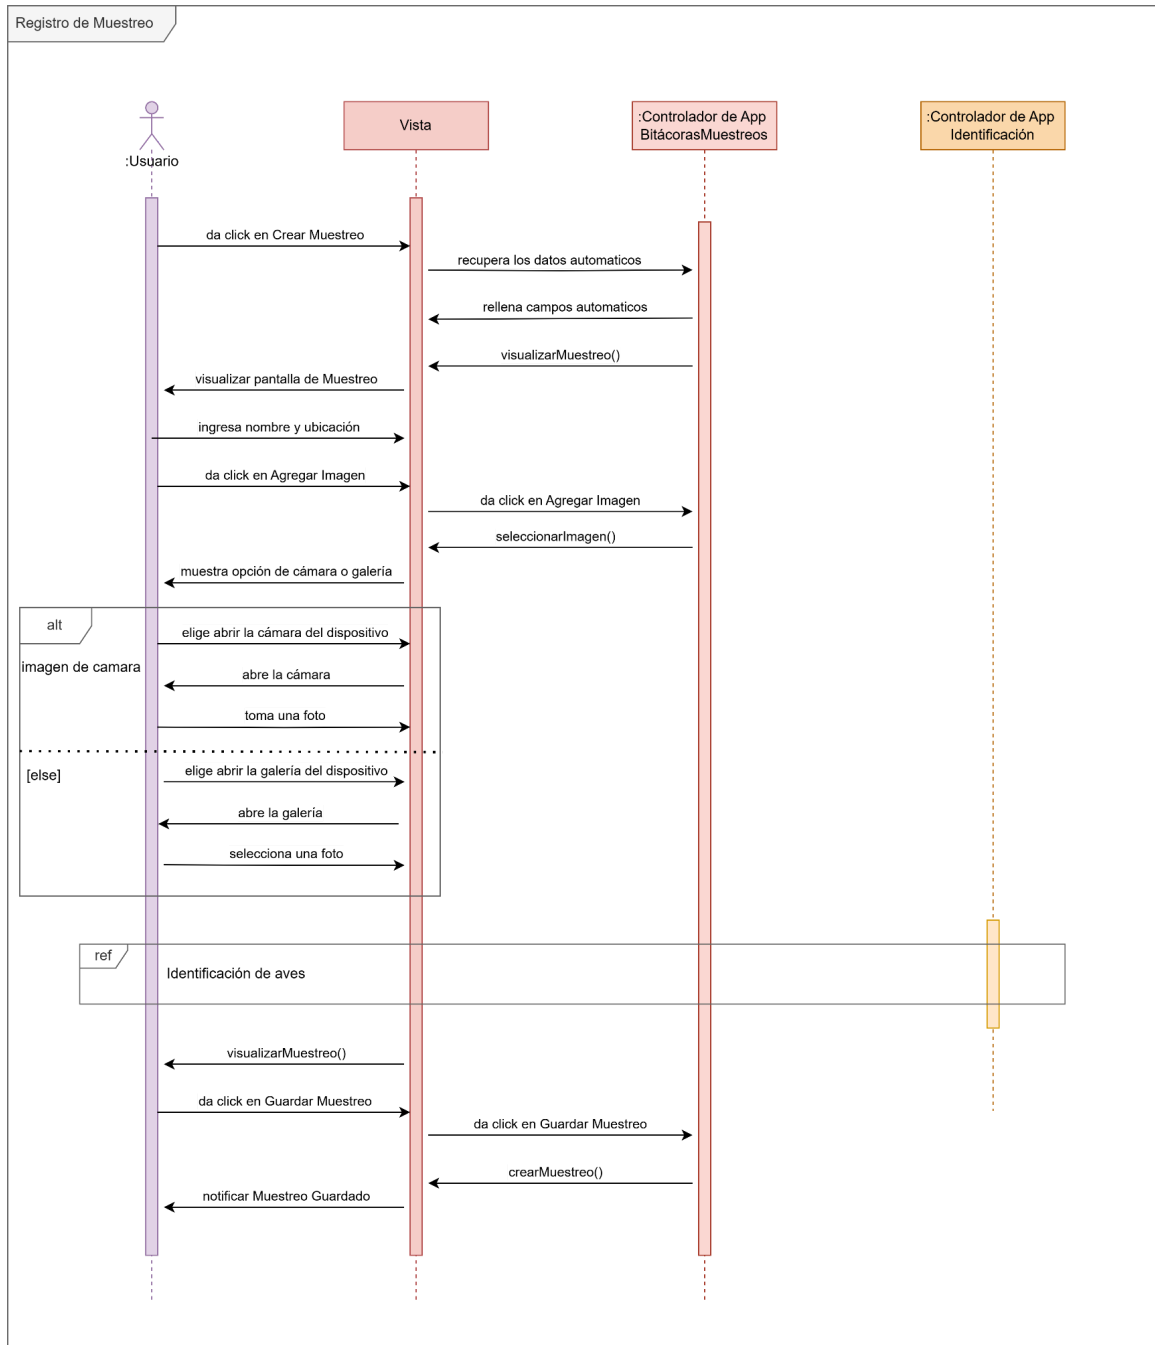 Registro de Muestreo
:Usuario
Vista
:Controlador de App
BitácorasMuestreos
:Controlador de App
Identificación
da click en Crear Muestreo
recupera los datos automaticos
rellena campos automaticos
visualizarMuestreo()
visualizar pantalla de Muestreo
ingresa nombre y ubicación
da click en Agregar Imagen
da click en Agregar Imagen
seleccionarImagen()
muestra opción de cámara o galería
alt
elige abrir la cámara del dispositivo
imagen de camara
abre la cámara
toma una foto
[else]
elige abrir la galería del dispositivo
abre la galería
selecciona una foto
ref
Identificación de aves
visualizarMuestreo()
da click en Guardar Muestreo
da click en Guardar Muestreo
crearMuestreo()
notificar Muestreo Guardado